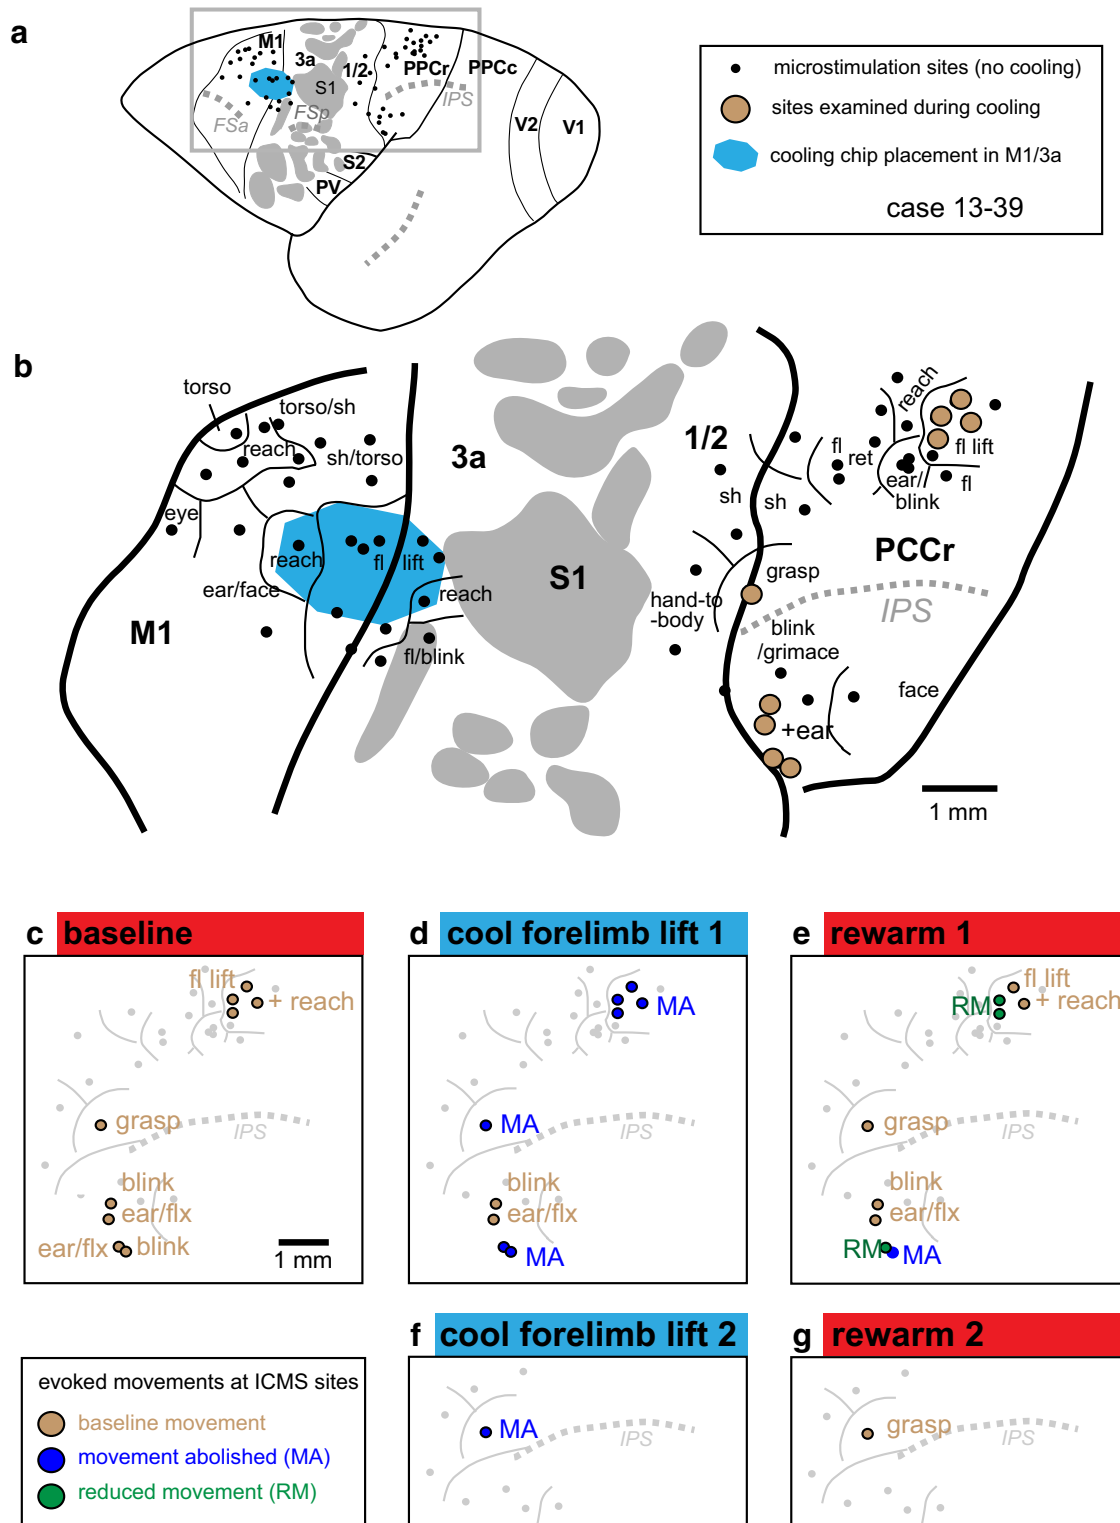 a
M1
3a
1/2
PPCr
PPCc
S1
IPS
FSa
FSp
V2
V1
S2
PV
microstimulation sites (no cooling)
sites examined during cooling
cooling chip placement in M1/3a
case 13-39
b
torso
torso/sh
reach
sh/torso
3a
1/2
reach
fl
ret
fl lift
sh
sh
ear/
blink
fl
eye
reach
fl
lift
ear/face
reach
S1
grasp
PCCr
hand-to
-body
IPS
M1
fl/blink
blink
/grimace
face
+ear
1 mm
c baseline
fl lift
+ reach
grasp
IPS
blink
ear/flx
ear/flx
blink
1 mm
d cool forelimb lift 1
MA
MA
IPS
blink
ear/flx
MA
e rewarm 1
fl lift
+ reach
RM
grasp
IPS
blink
ear/flx
RM
MA
evoked movements at ICMS sites
baseline movement
movement abolished (MA)
reduced movement (RM)
f cool forelimb lift 2
MA
IPS
g rewarm 2
grasp
IPS